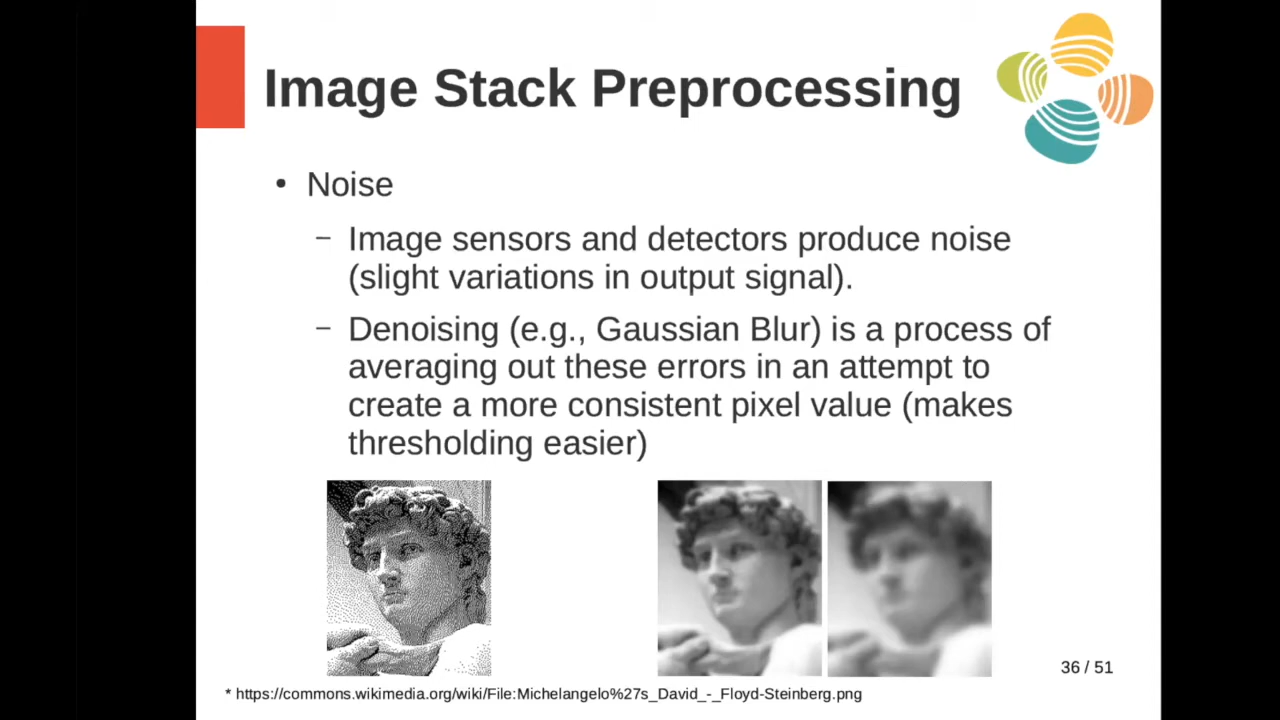 Image Stack Preprocessing
• Noise
– Image sensors and detectors produce noise
(slight variations in output signal).
– Denoising (e.g., Gaussian Blur) is a process of
averaging out these errors in an attempt to
create a more consistent pixel value (makes
thresholding easier)
36 / 51
* https://commons.wikimedia.org/wiki/File:Michelangelo%27s_David_-_Floyd-Steinberg.png